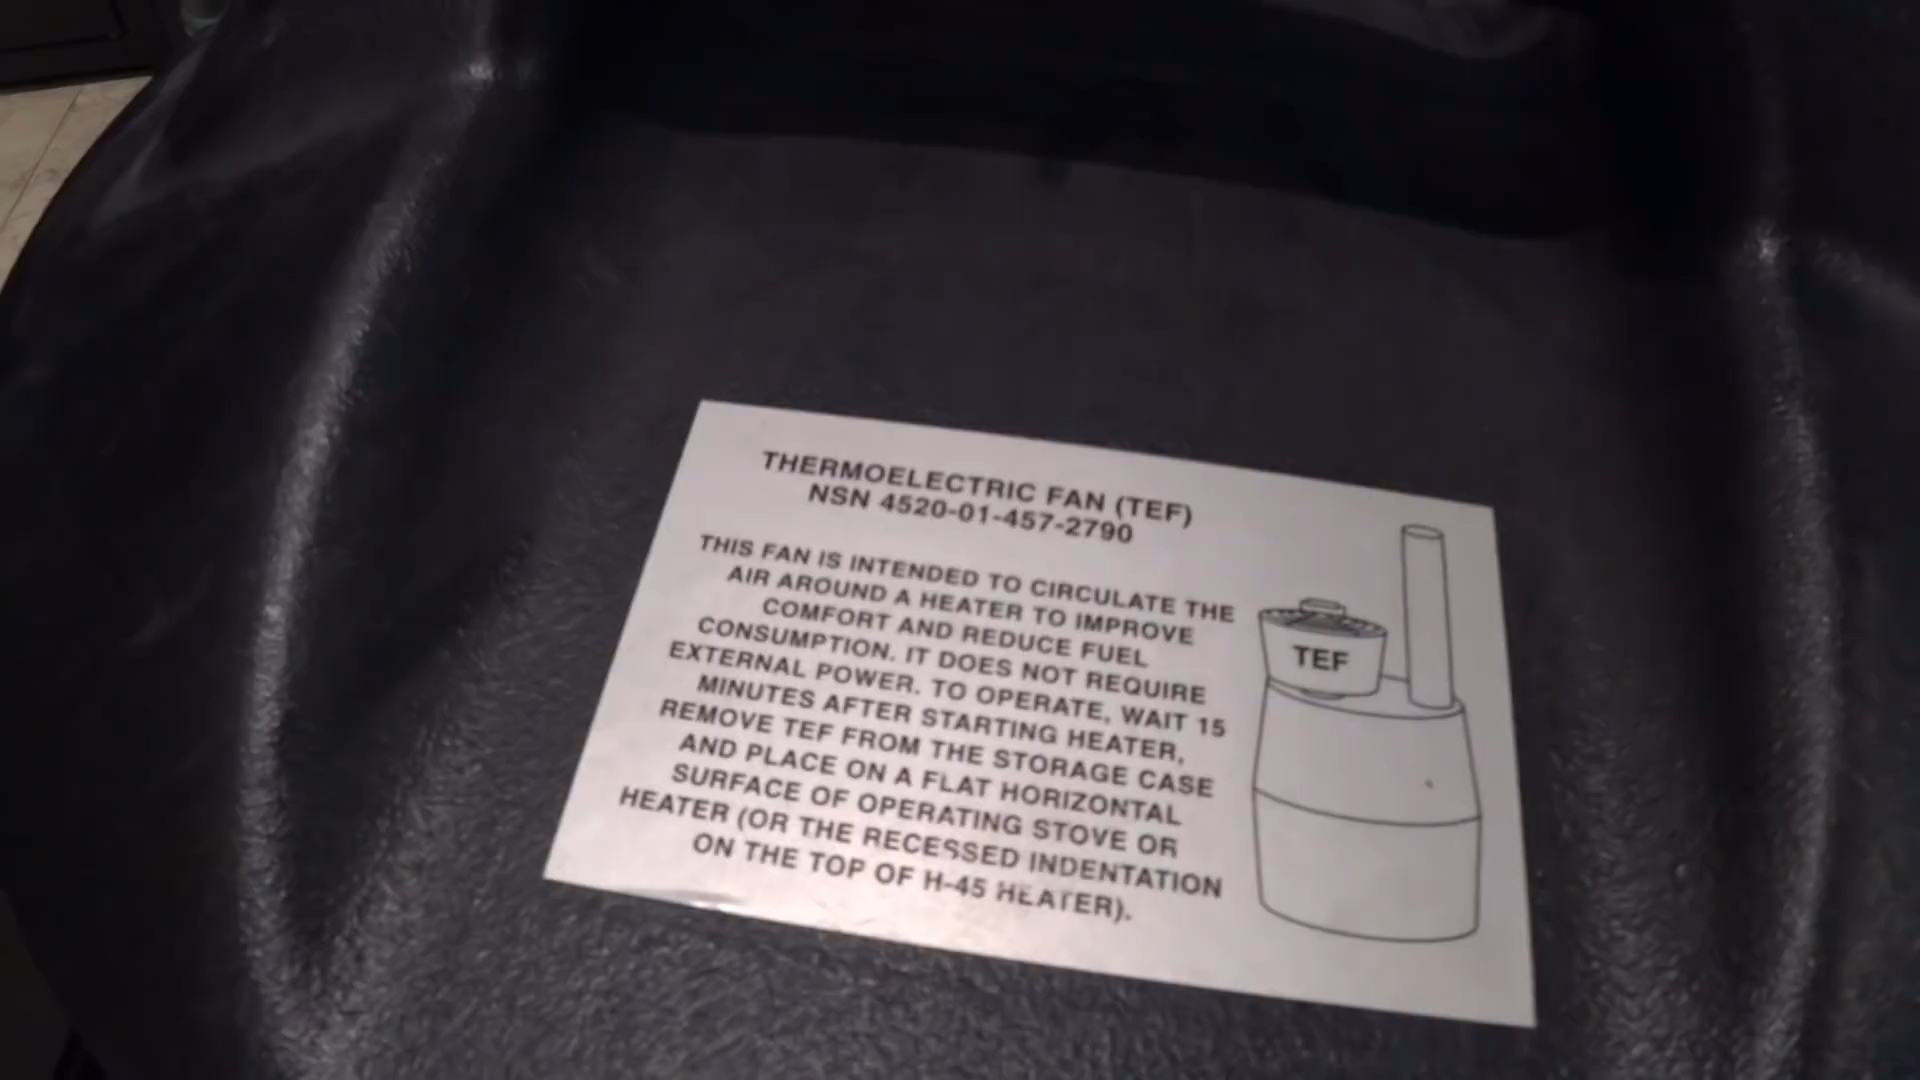 THERMOELECTRIC FAN (TEF)
NSN 4520-01-457-2790
THIS FAN IS INTENDED TO CIRCULATE THE
AIR AROUND A HEATER TO IMPROVE
COMFORT AND REDUCE FUEL
CONSUMPTION. IT DOES NOT REQUIRE
EXTERNAL POWER. TO OPERATE, WAIT 15
MINUTES AFTER STARTING HEATER,
REMOVE TEF FROM THE STORAGE CASE
AND PLACE ON A FLAT HORIZONTAL
SURFACE OF OPERATING STOVE OR
HEATER (OR THE RECESSED INDENTATION
ON THE TOP OF H-45 HEATER).
TEF